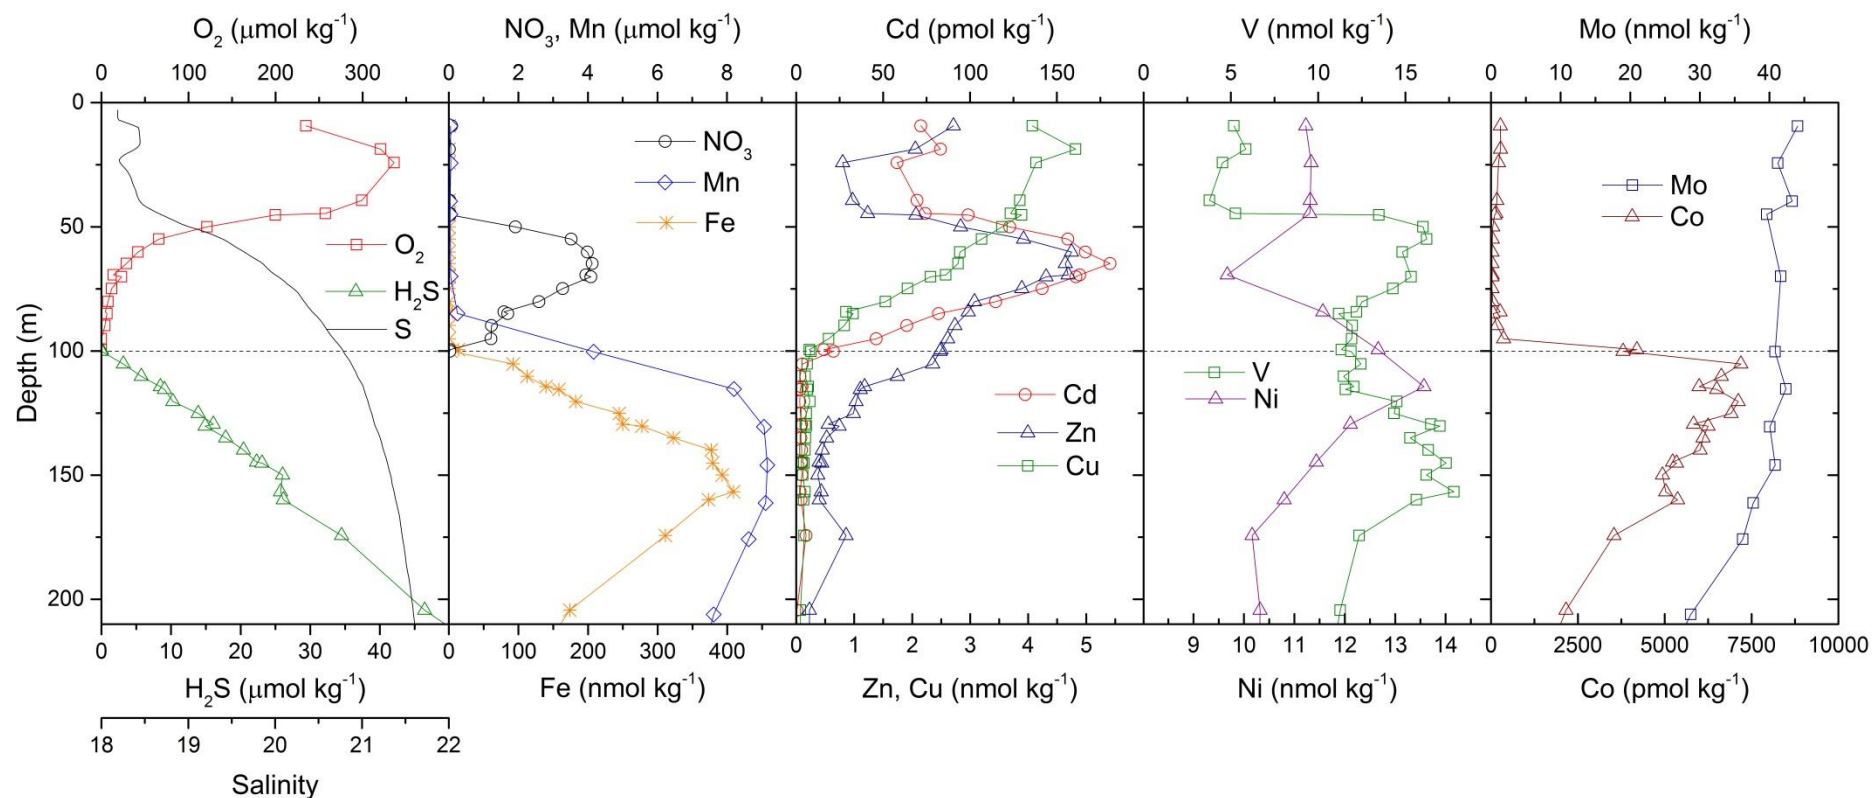 O₂ (μmol kg⁻¹) NO₃, Mn (μmol kg⁻¹) Cd (pmol kg⁻¹) V (nmol kg⁻¹) Mo (nmol kg⁻¹)
0 100 200 300 0 2 4 6 8 0 50 100 150 0 5 10 15 0 10 20 30 40
0
50
100
150
200
Depth (m)
O₂
H₂S
S
NO₃
Mn
Fe
Cd
Zn
Cu
V
Ni
Mo
Co
0 10 20 30 40 0 100 200 300 400 0 1 2 3 4 5 9 10 11 12 13 14 0 2500 5000 7500 10000
H₂S (μmol kg⁻¹) Fe (nmol kg⁻¹) Zn, Cu (nmol kg⁻¹) Ni (nmol kg⁻¹) Co (pmol kg⁻¹)
18 19 20 21 22
Salinity